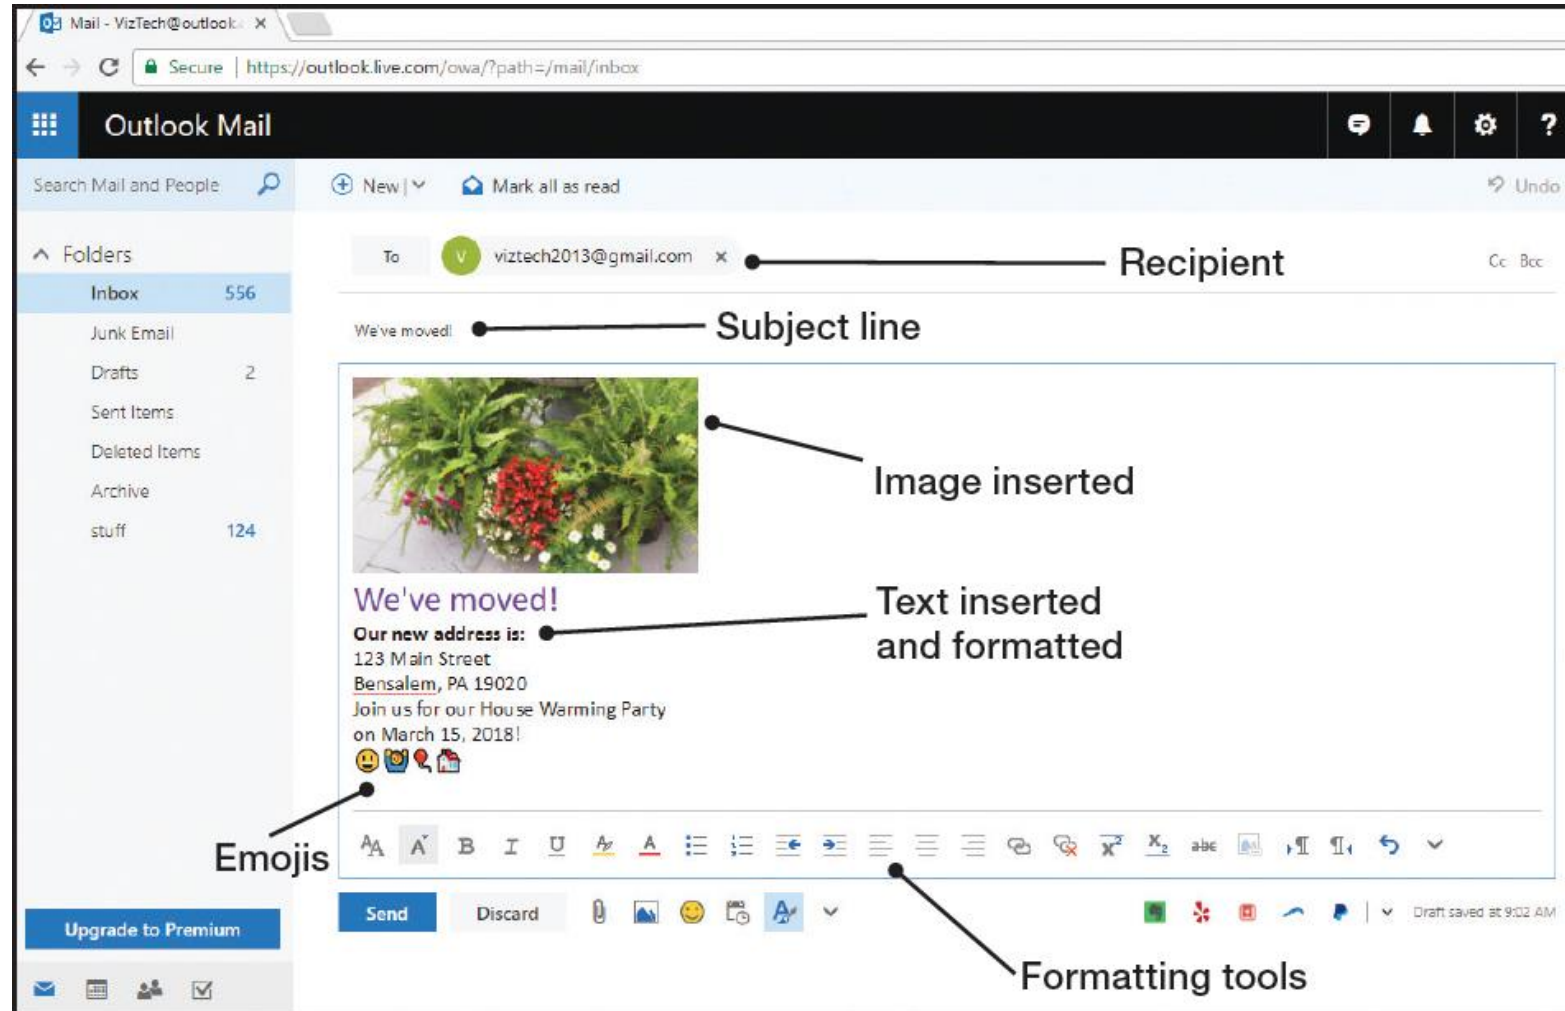 Mail - VizTech@outlook.
Secure | https://outlook.live.com/owa/?path=/mail/inbox
Outlook Mail
?
Search Mail and People
New
Mark all as read
Undo
Folders
Inbox 556
Junk Email
Drafts 2
Sent Items
Deleted Items
Archive
stuff 124
To
V
viztech2013@gmail.com
Recipient
Cc Bcc
We've moved!
Subject line
Image inserted
We've moved!
Our new address is:
123 Main Street
Bensalem, PA 19020
Join us for our House Warming Party
on March 15, 2018!
Text inserted
and formatted
Emojis
AA A B I U A A x² x₂ abc
Send
Discard
Draft saved at 9:02 AM
Formatting tools
Upgrade to Premium